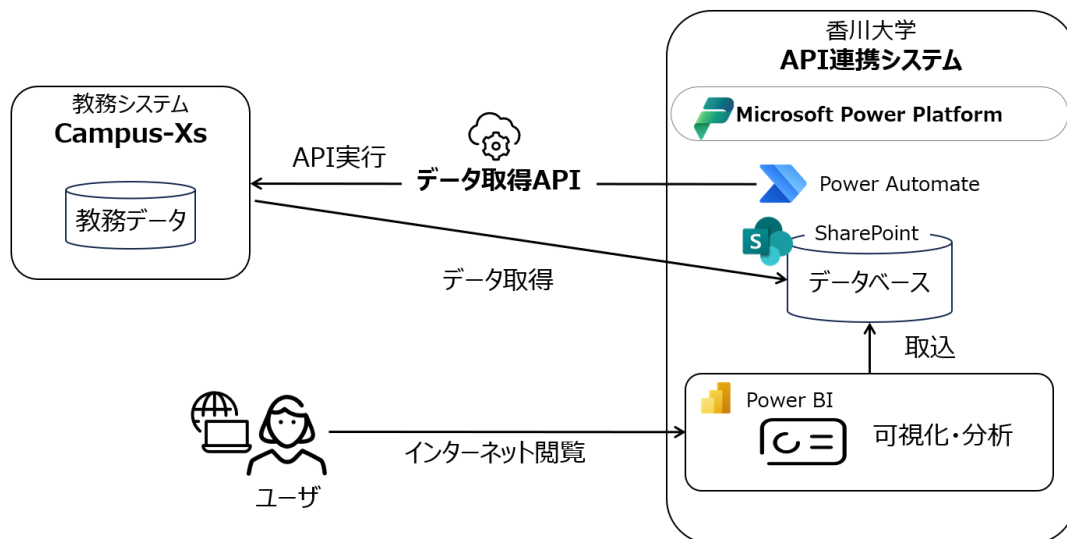 香川大学
API連携システム
Microsoft Power Platform
教務システム
Campus-Xs
教務データ
API実行
データ取得API
Power Automate
S
SharePoint
データベース
データ取得
取込
Power BI
可視化・分析
インターネット閲覧
ユーザ